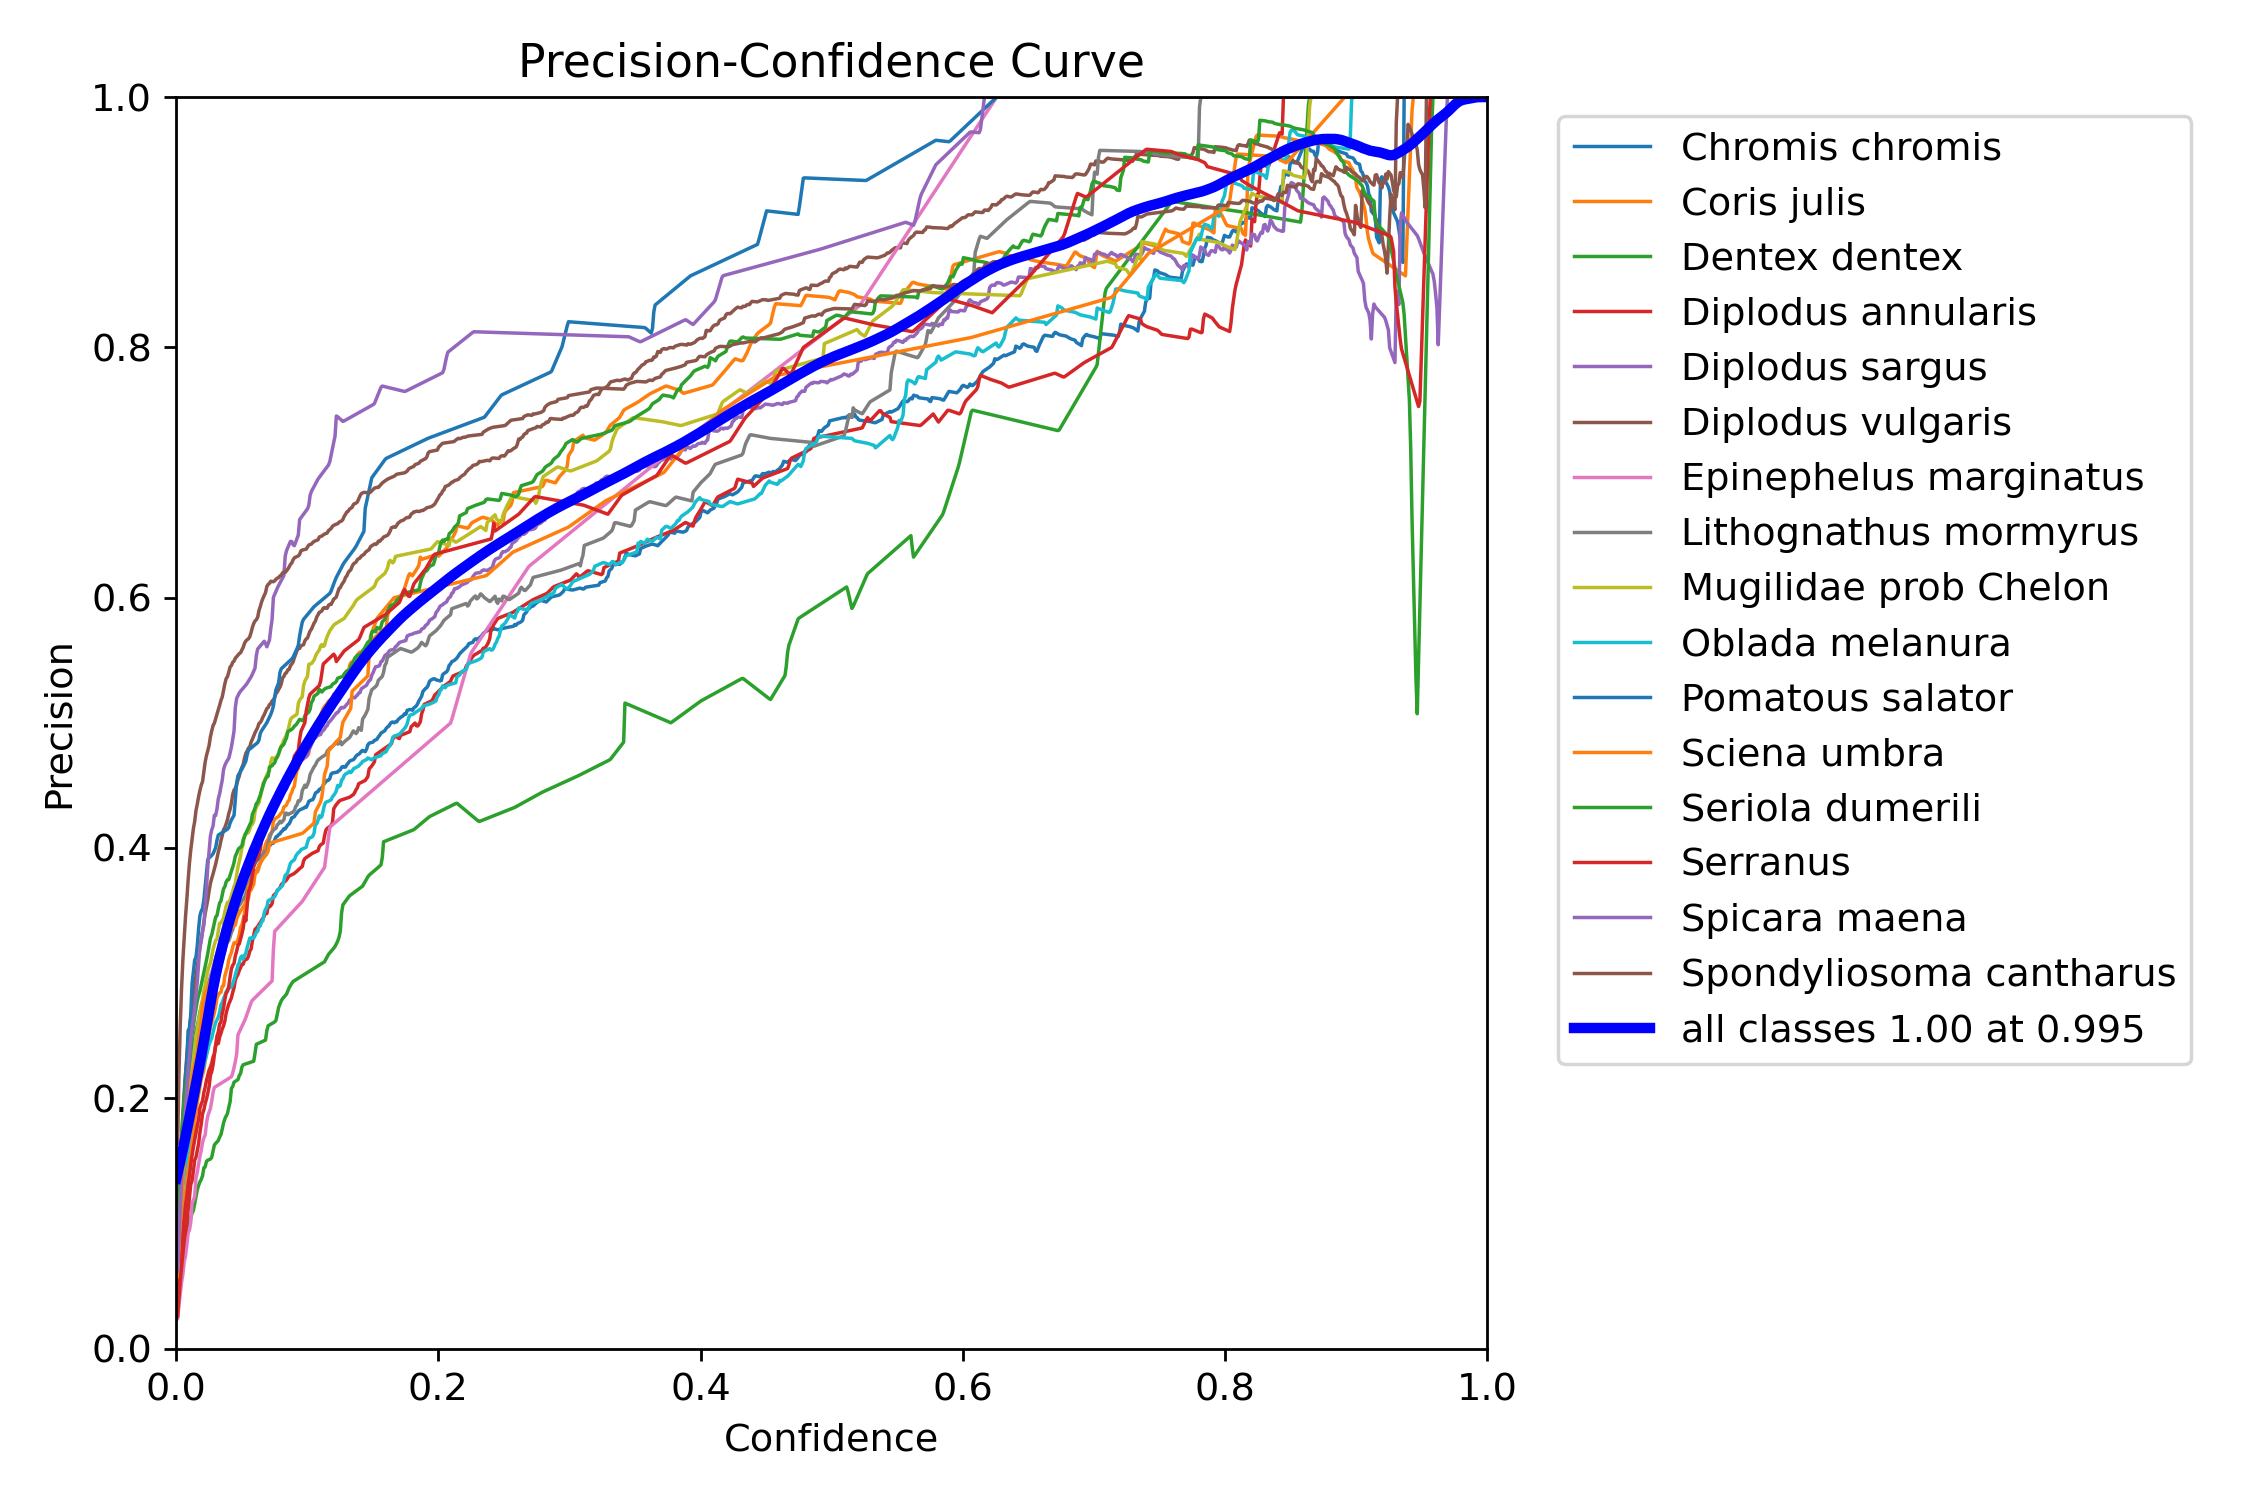 Precision-Confidence Curve
1.0
0.8
0.6
0.4
0.2
0.0
Precision
0.0 0.2 0.4 0.6 0.8 1.0
Confidence
Chromis chromis
Coris julis
Dentex dentex
Diplodus annularis
Diplodus sargus
Diplodus vulgaris
Epinephelus marginatus
Lithognathus mormyrus
Mugilidae prob Chelon
Oblada melanura
Pomatous salator
Sciena umbra
Seriola dumerili
Serranus
Spicara maena
Spondyliosoma cantharus
all classes 1.00 at 0.995